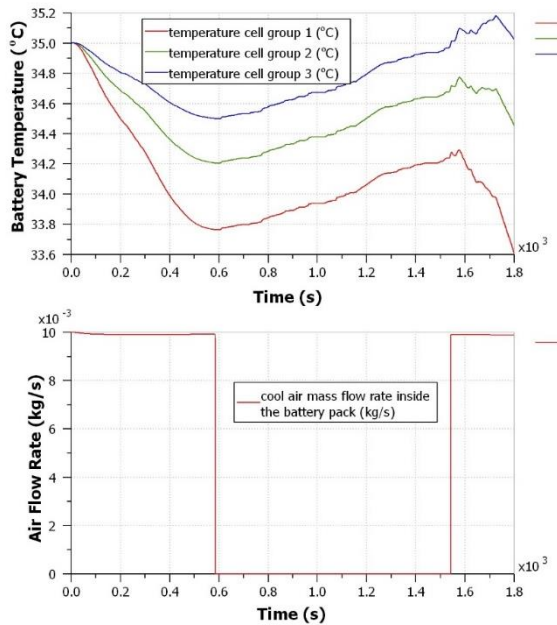 Battery Temperature (°C)
35.2
35.0
34.8
34.6
34.4
34.2
34.0
33.8
33.6
temperature cell group 1 (°C)
temperature cell group 2 (°C)
temperature cell group 3 (°C)
x10³
0.0 0.2 0.4 0.6 0.8 1.0 1.2 1.4 1.6 1.8
Time (s)
x10⁻³
Air Flow Rate (kg/s)
10
8
6
4
2
0
cool air mass flow rate inside
the battery pack (kg/s)
x10³
0.0 0.2 0.4 0.6 0.8 1.0 1.2 1.4 1.6 1.8
Time (s)